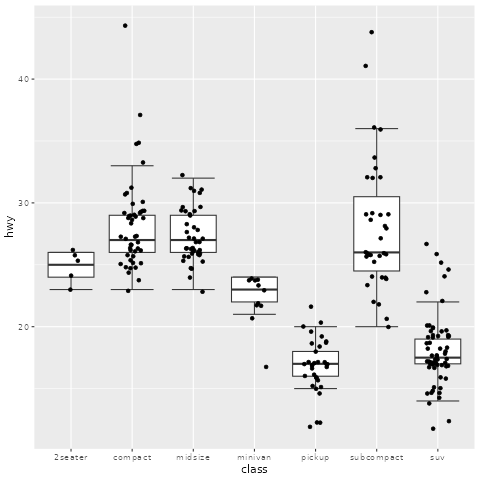 hwy
40
30
20
2seater compact midsize minivan pickup subcompact suv
class